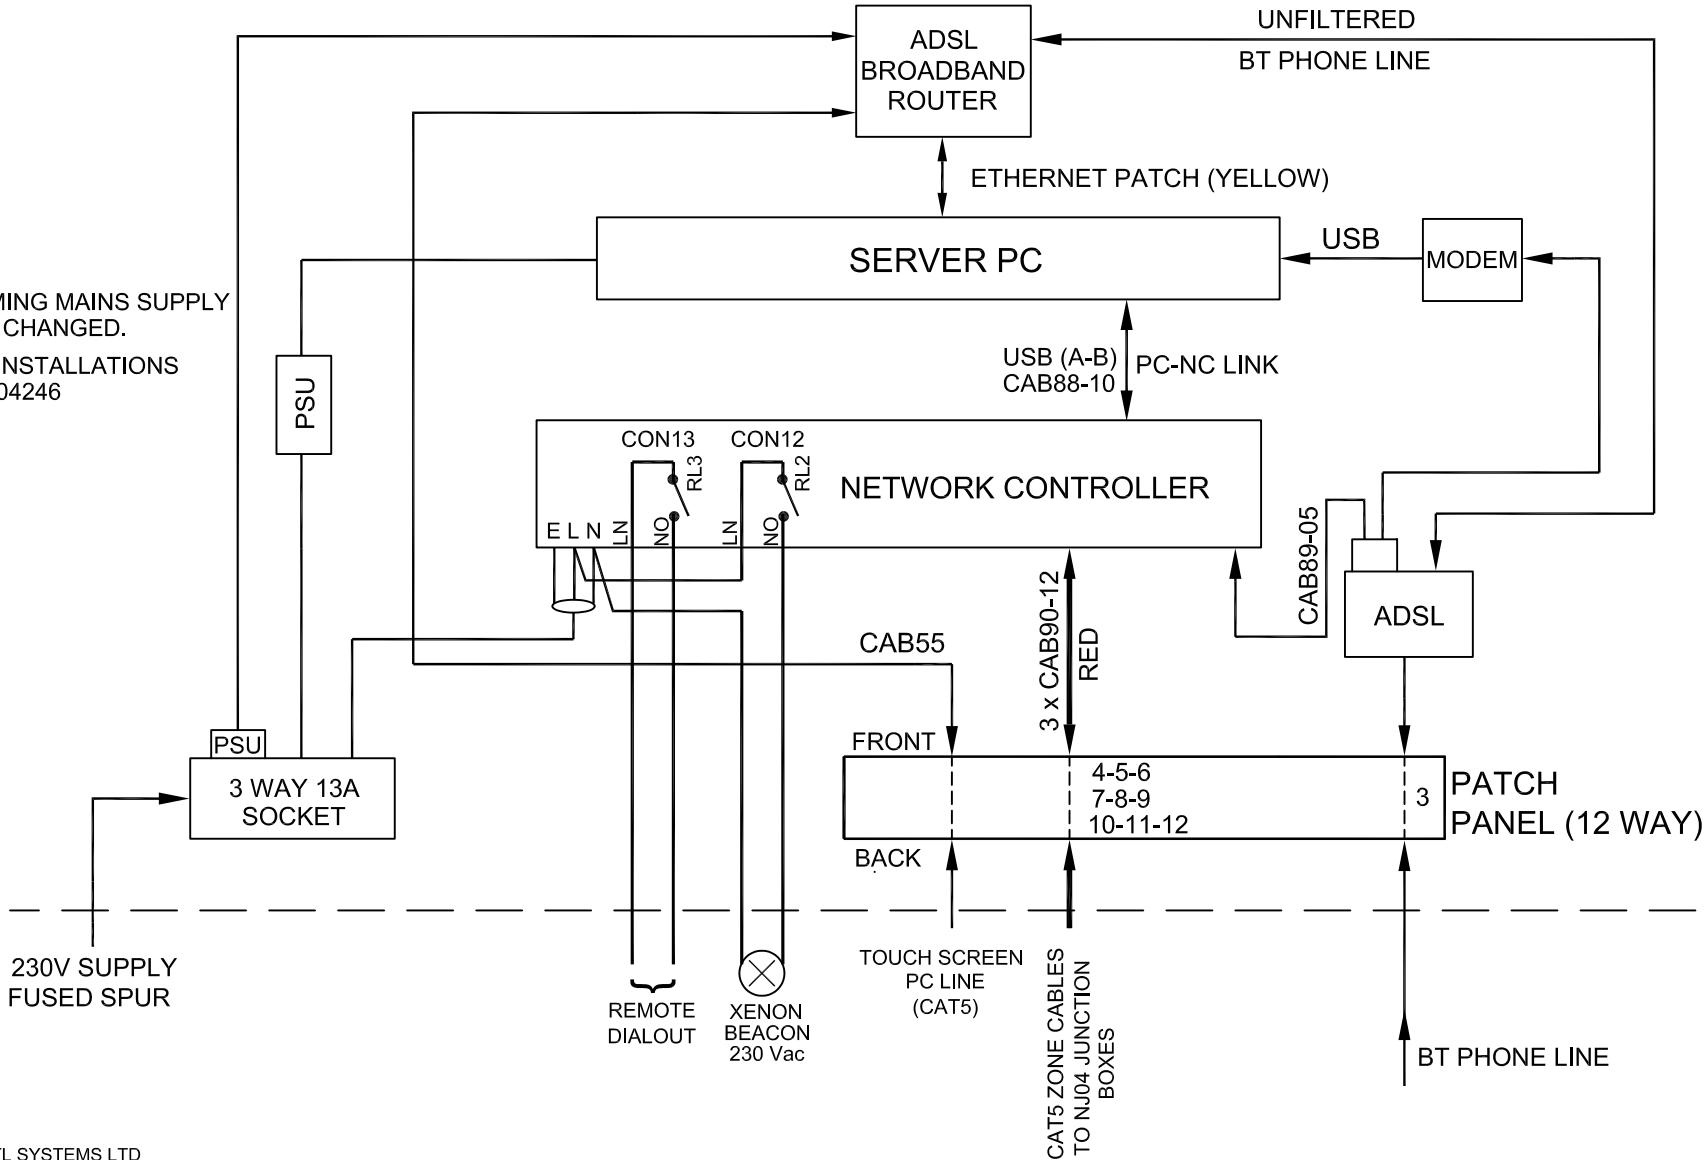 UNFILTERED
BT PHONE LINE
ADSL
BROADBAND
ROUTER
ETHERNET PATCH (YELLOW)
SERVER PC
USB
MODEM
MAINS SUPPLY
CHANGED.
04246
PSU
USB (A-B)
CAB88-10
PC-NC LINK
CON13
CON12
RL3
RL2
NETWORK CONTROLLER
E L N
LN
NO
LN
NO
CAB89-05
ADSL
3 x CAB90-12
RED
CAB55
PSU
3 WAY 13A
SOCKET
FRONT
4-5-6
7-8-9
10-11-12
3
PATCH
PANEL (12 WAY)
BACK
230V SUPPLY
FUSED SPUR
REMOTE
DIALOUT
XENON
BEACON
230 Vac
TOUCH SCREEN
PC LINE
(CAT5)
CAT5 ZONE CABLES
TO NJ04 JUNCTION
BOXES
BT PHONE LINE
SYSTEMS LTD